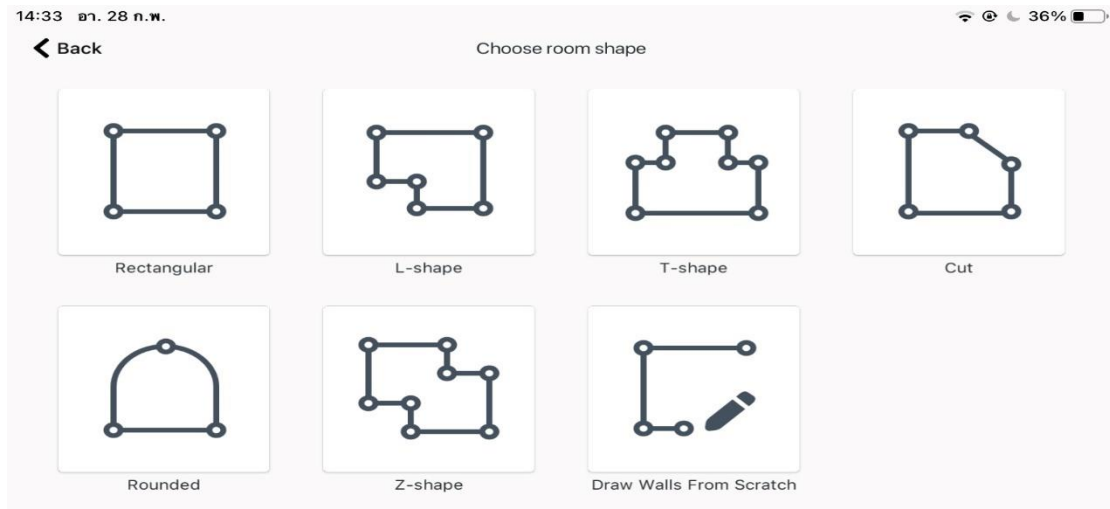 14:33 อา. 28 ก.พ. 36%
Back Choose room shape
Rectangular L-shape T-shape Cut
Rounded Z-shape Draw Walls From Scratch